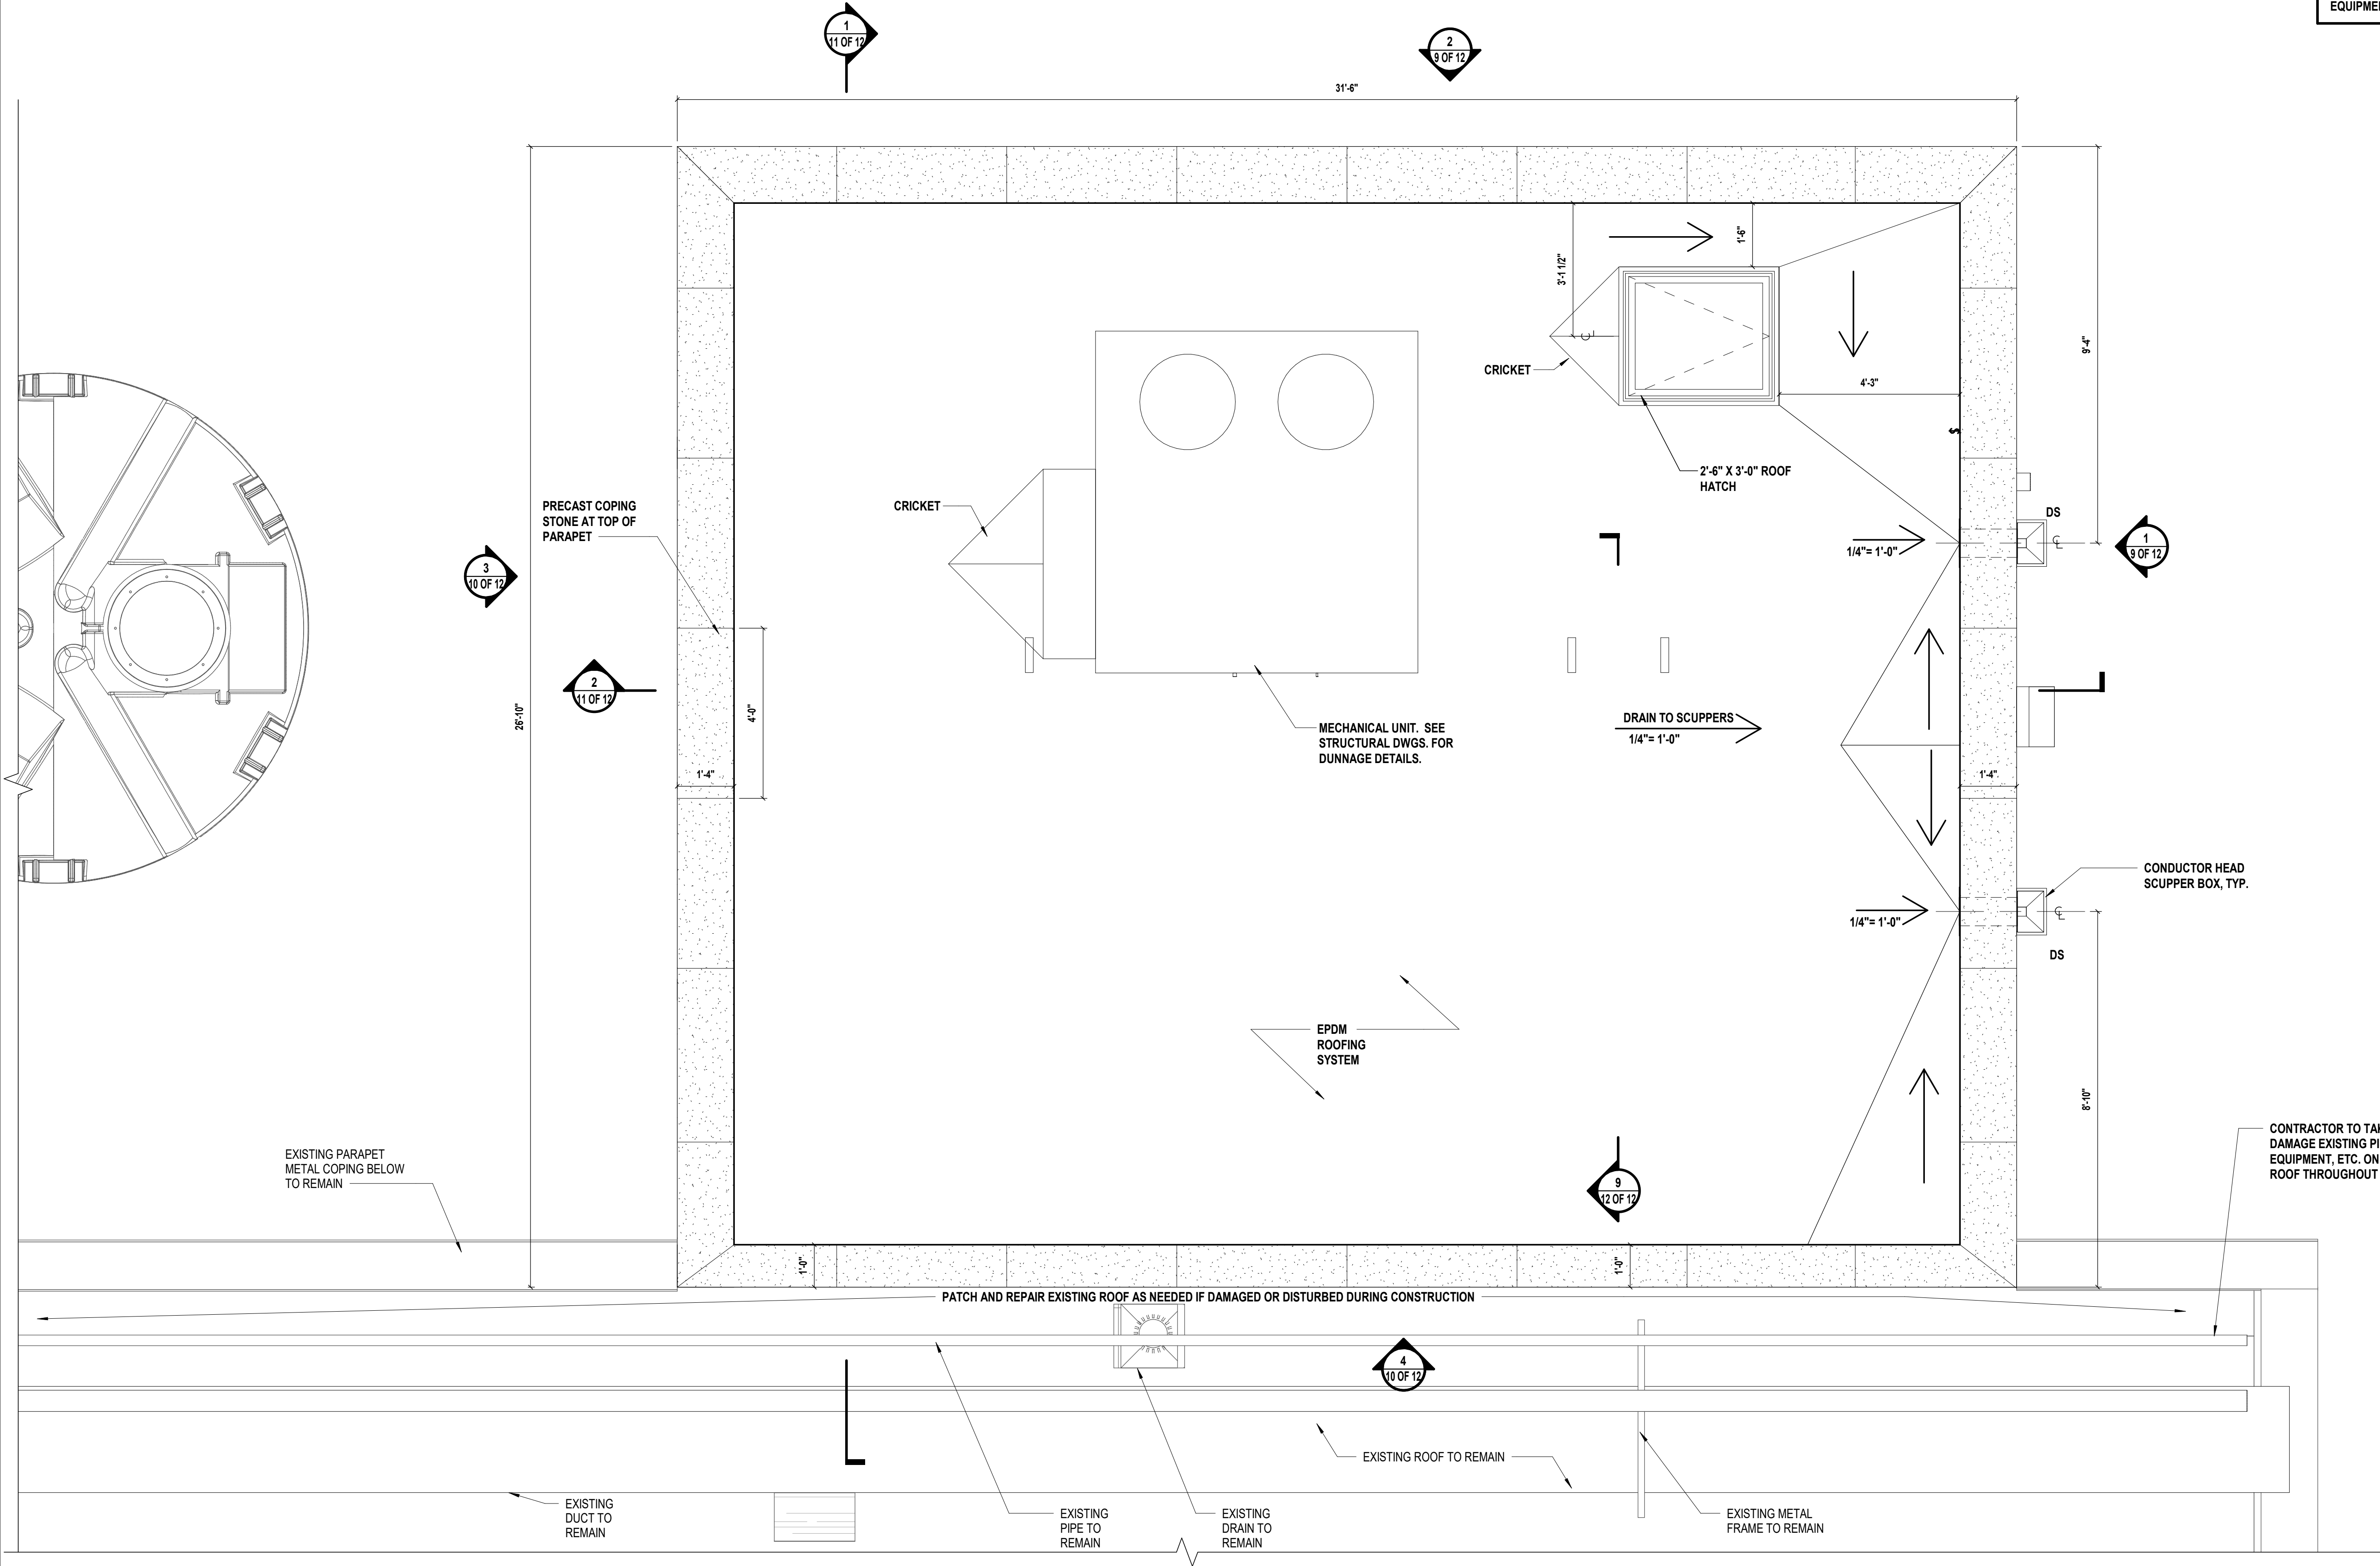 EQUIPME
1
11 OF 12
2
9 OF 12
31'-6"
1'-6"
3'-1 1/2"
9'-4"
CRICKET
4'-3"
2'-6" X 3'-0" ROOF
HATCH
PRECAST COPING
STONE AT TOP OF
PARAPET
CRICKET
DS
1/4"= 1'-0"
1
9 OF 12
3
10 OF 12
2
11 OF 12
26'-10"
4'-0"
MECHANICAL UNIT. SEE
STRUCTURAL DWGS. FOR
DUNNAGE DETAILS.
DRAIN TO SCUPPERS
1/4"= 1'-0"
1'-4"
1'-4"
CONDUCTOR HEAD
SCUPPER BOX, TYP.
1/4"= 1'-0"
DS
EPDM
ROOFING
SYSTEM
8'-10"
EXISTING PARAPET
METAL COPING BELOW
TO REMAIN
9
12 OF 12
CONTRACTOR TO TA
DAMAGE EXISTING PI
EQUIPMENT, ETC. ON
ROOF THROUGHOUT
1'-0"
1'-0"
PATCH AND REPAIR EXISTING ROOF AS NEEDED IF DAMAGED OR DISTURBED DURING CONSTRUCTION
4
10 OF 12
EXISTING ROOF TO REMAIN
EXISTING
DUCT TO
REMAIN
EXISTING
PIPE TO
REMAIN
EXISTING
DRAIN TO
REMAIN
EXISTING METAL
FRAME TO REMAIN